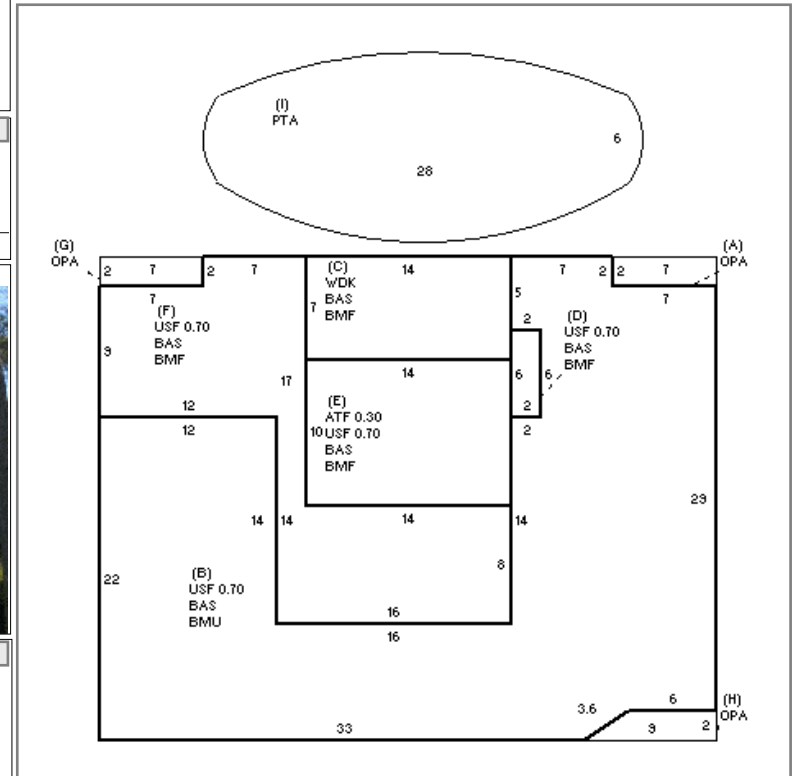 (I)
PTA
6
28
(G)
OPA
(A)
OPA
2 7 2 7 14 7 2 2 7
(C)
WDK
BAS
BMF
7
5
7
7
(F)
USF 0.70
BAS
BMF
2
(D)
USF 0.70
BAS
BMF
9
14
6 6
17
12
2
12
2
(E)
ATF 0.30
USF 0.70
BAS
BMF
10
29
14 14 14 14
8
22
(B)
USF 0.70
BAS
BMU
16
16
6
(H)
OPA
3.6
33 9 2